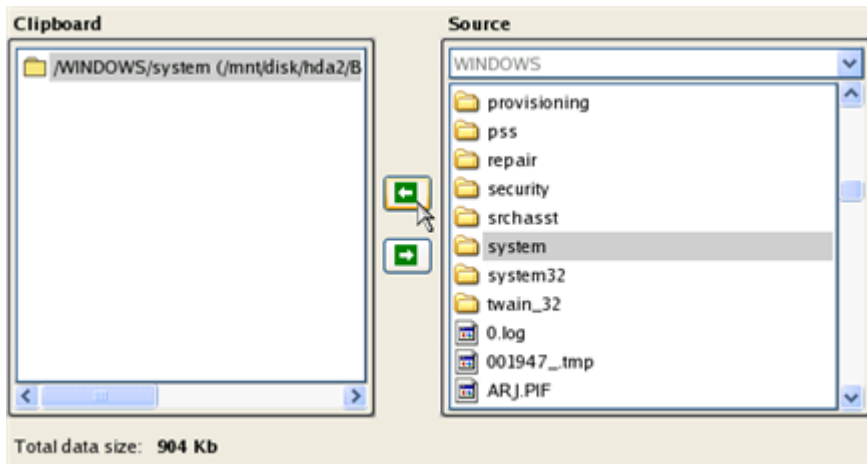 Clipboard
/WINDOWS/system (/mnt/disk/hda2/B
Source
WINDOWS
provisioning
pss
repair
security
srchasst
system
system32
twain_32
0.log
001947_.tmp
ARJ.PIF
Total data size: 904 Kb